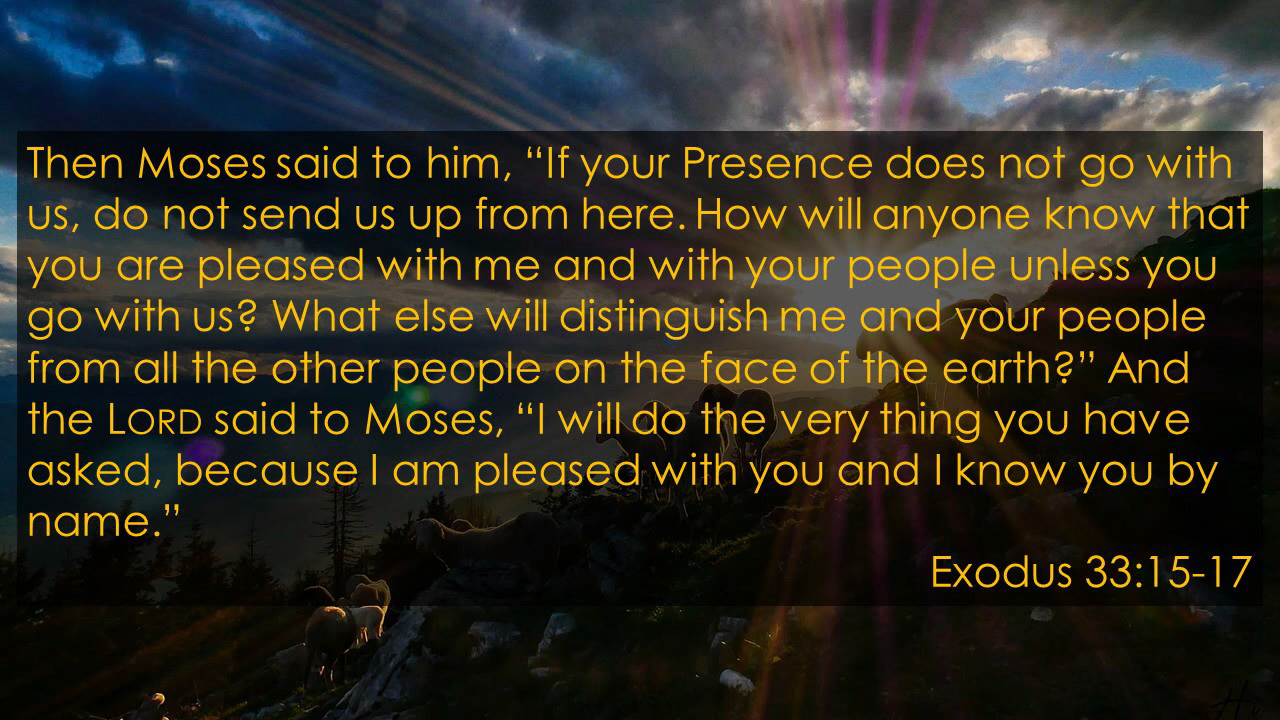 Then Moses said to him, “If your Presence does not go with
us, do not send us up from here. How will anyone know that
you are pleased with me and with your people unless you
go with us? What else will distinguish me and your people
from all the other people on the face of the earth?” And
the LORD said to Moses, “I will do the very thing you have
asked, because I am pleased with you and I know you by
name.”
Exodus 33:15-17